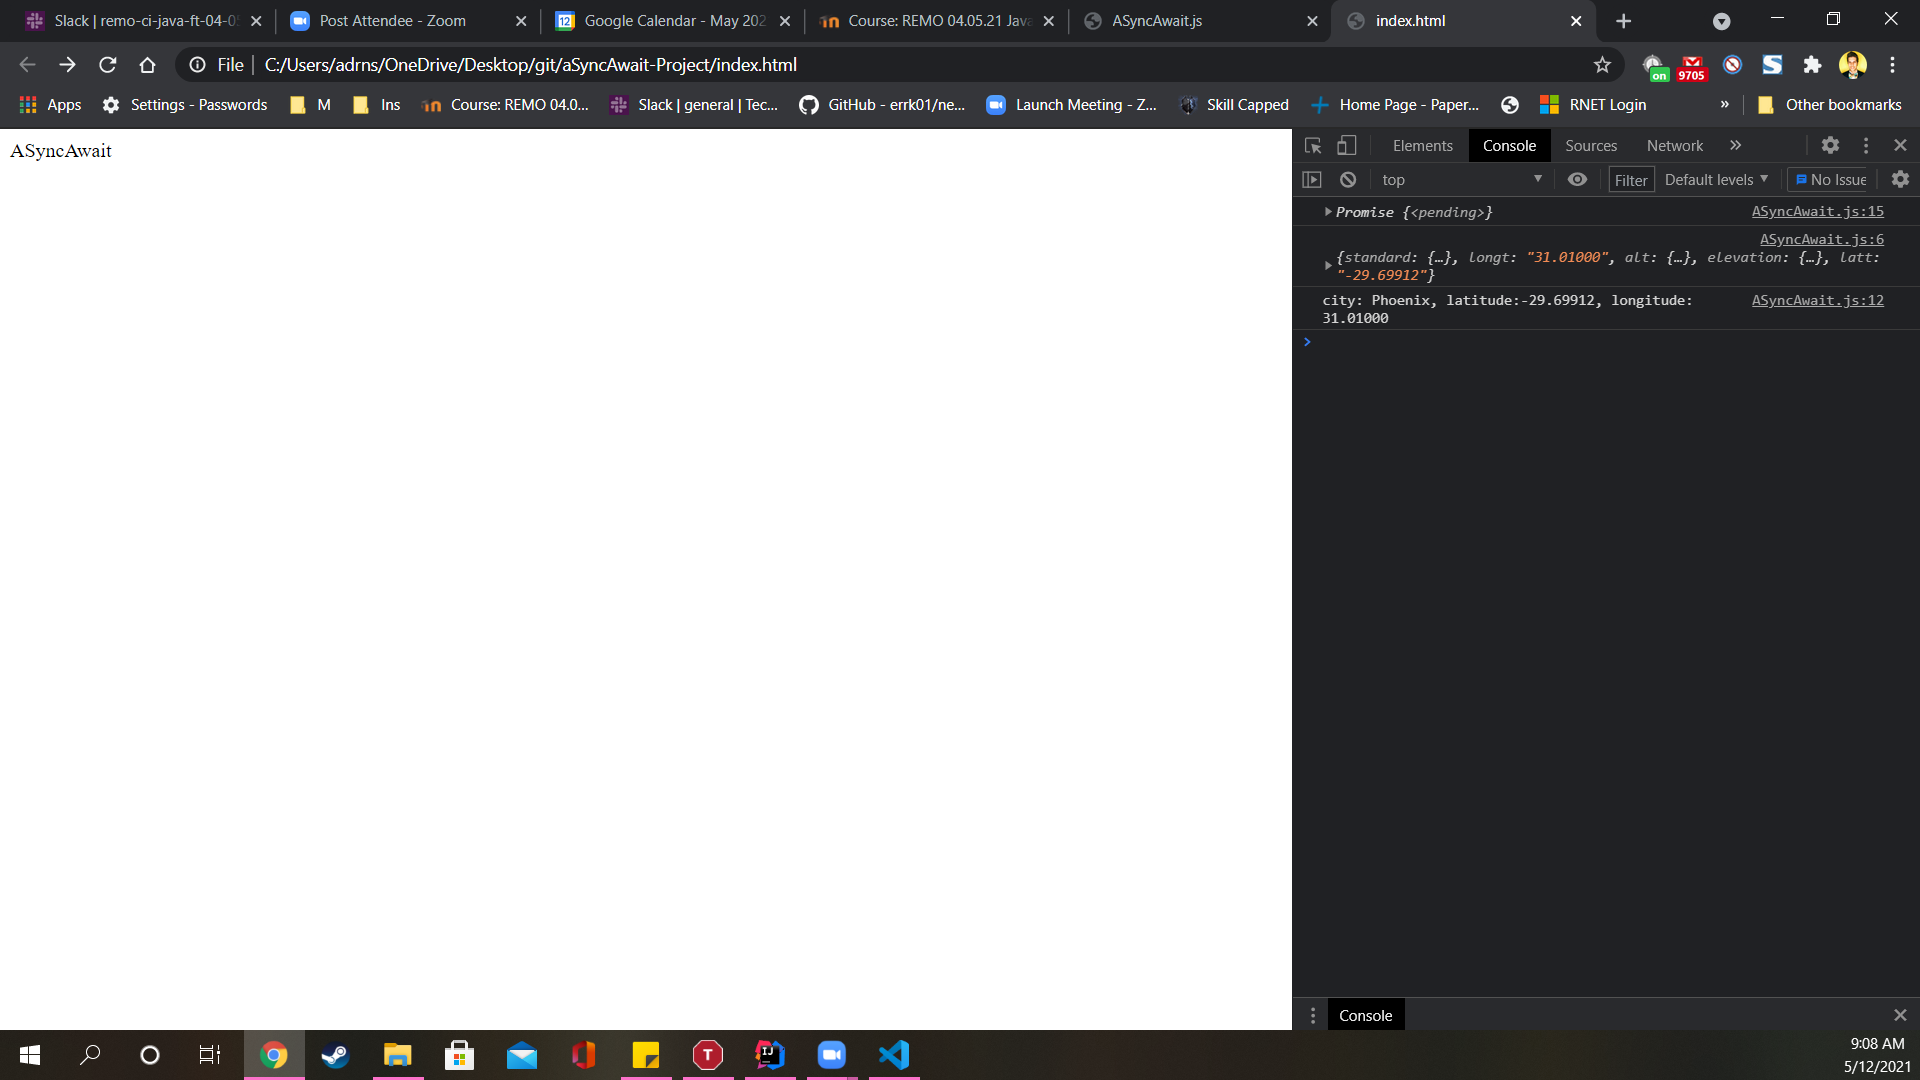 Slack | remo-ci-java-ft-04-05
Post Attendee - Zoom
12
Google Calendar - May 202
Course: REMO 04.05.21 Java
ASyncAwait.js
index.html
File
C:/Users/adrns/OneDrive/Desktop/git/aSyncAwait-Project/index.html
on
9705
Apps
Settings - Passwords
M
Ins
Course: REMO 04.0...
Slack | general | Tec...
GitHub - errk01/ne...
Launch Meeting - Z...
Skill Capped
Home Page - Paper...
RNET Login
»
Other bookmarks
ASyncAwait
Elements
Console
Sources
Network
»
top
Filter
Default levels
No Issue
Promise {<pending>}
ASyncAwait.js:15
ASyncAwait.js:6
{standard: {…}, longt: "31.01000", alt: {…}, elevation: {…}, latt:
"-29.69912"}
city: Phoenix, latitude:-29.69912, longitude:
ASyncAwait.js:12
31.01000
Console
9:08 AM
5/12/2021